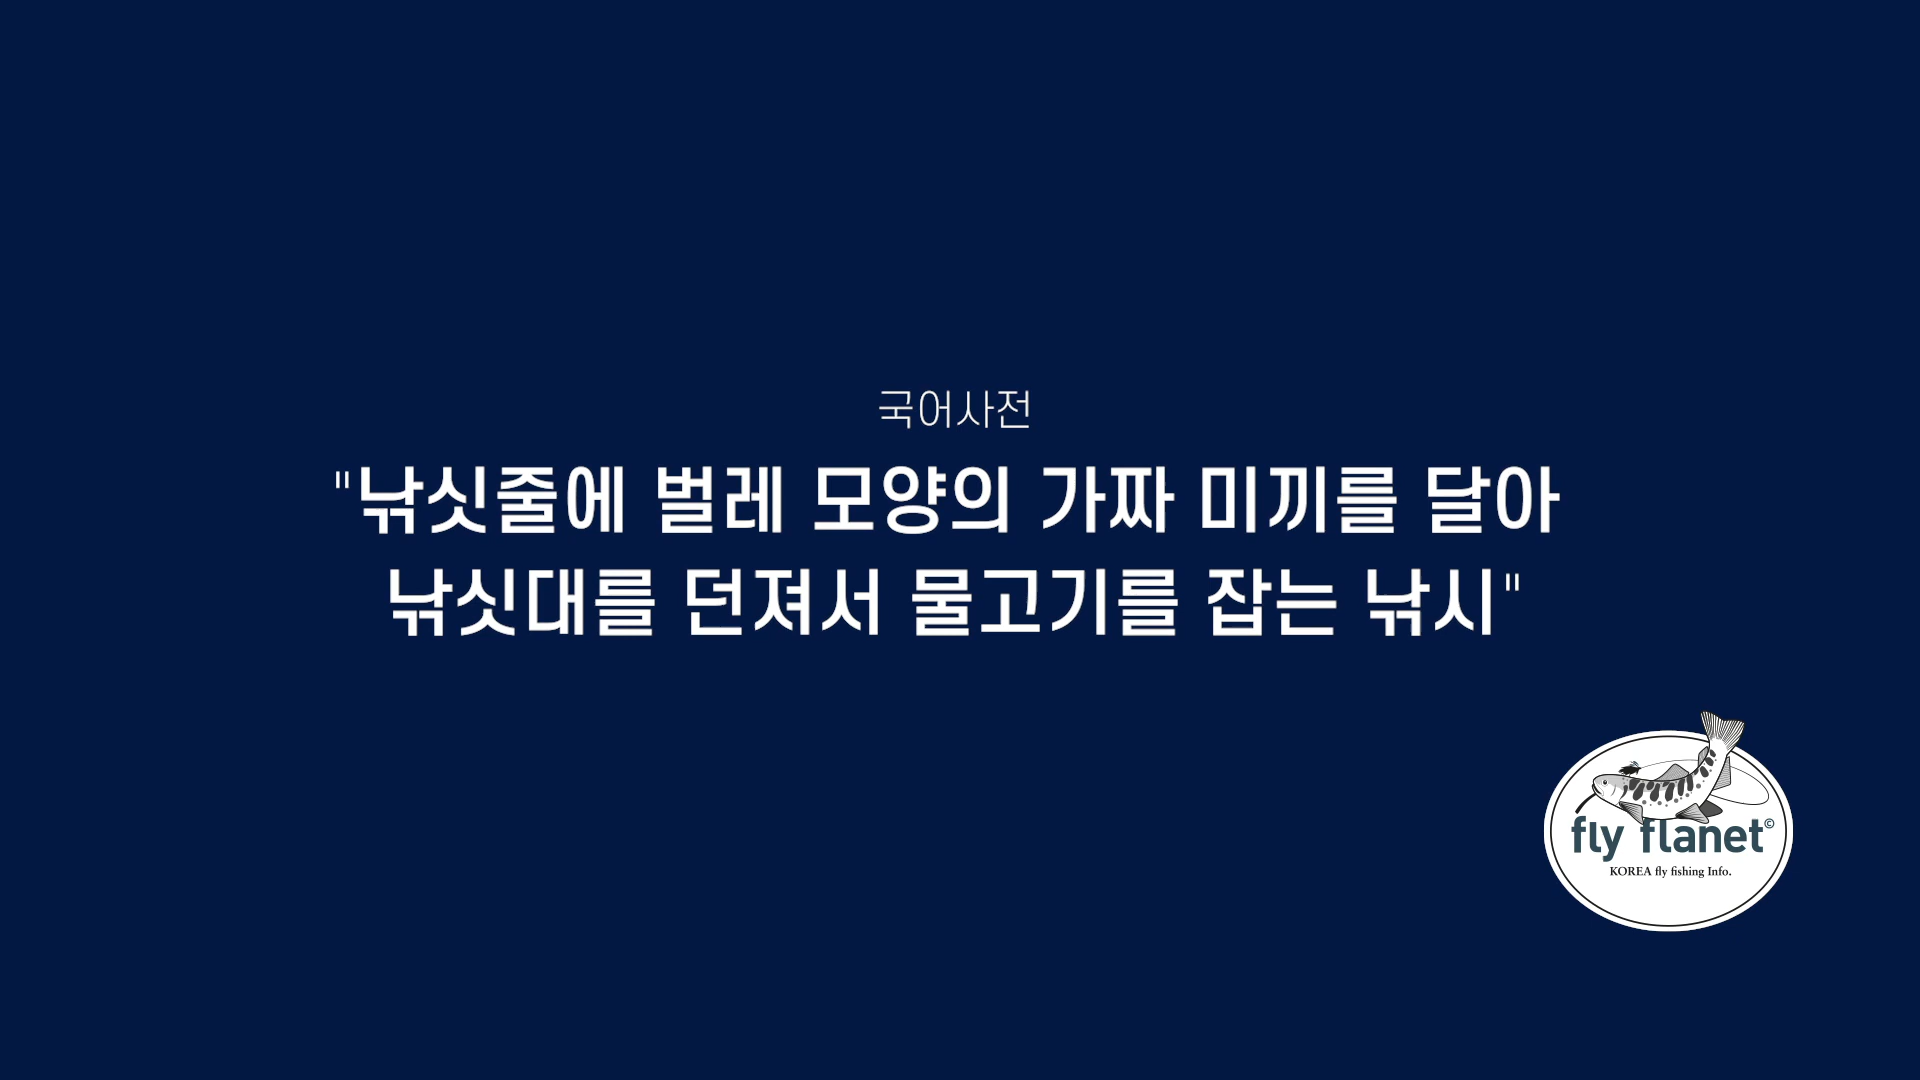 국어사전
"낚싯줄에 벌레 모양의 가짜 미끼를 달아
낚싯대를 던져서 물고기를 잡는 낚시"
fly flanet©
KOREA fly fishing Info.